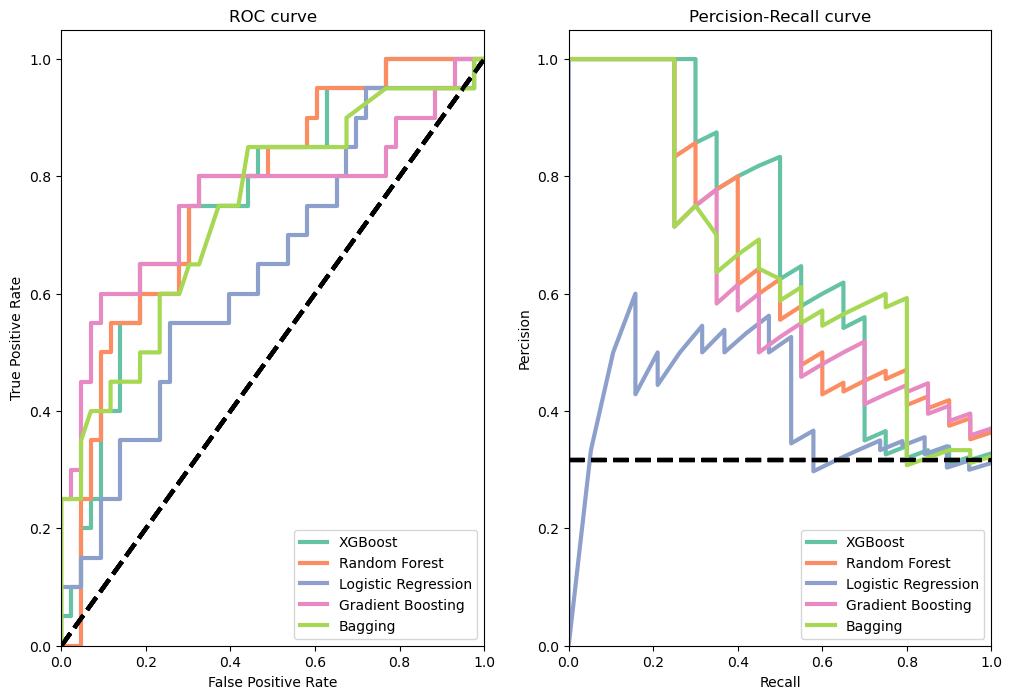 ROC curve
True Positive Rate
1.0
0.8
0.6
0.4
0.2
0.0
XGBoost
Random Forest
Logistic Regression
Gradient Boosting
Bagging
0.0 0.2 0.4 0.6 0.8 1.0
False Positive Rate
Percision-Recall curve
Percision
1.0
0.8
0.6
0.4
0.2
0.0
XGBoost
Random Forest
Logistic Regression
Gradient Boosting
Bagging
0.0 0.2 0.4 0.6 0.8 1.0
Recall